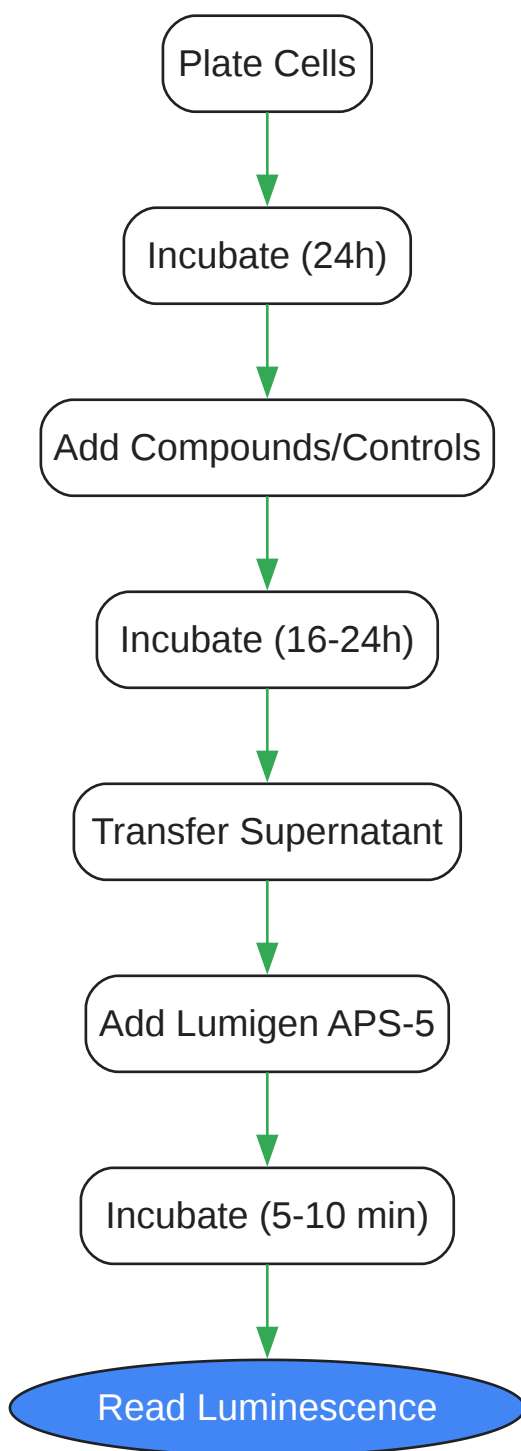 Plate Cells
Incubate (24h)
Add Compounds/Controls
Incubate (16-24h)
Transfer Supernatant
Add Lumigen APS-5
Incubate (5-10 min)
Read Luminescence